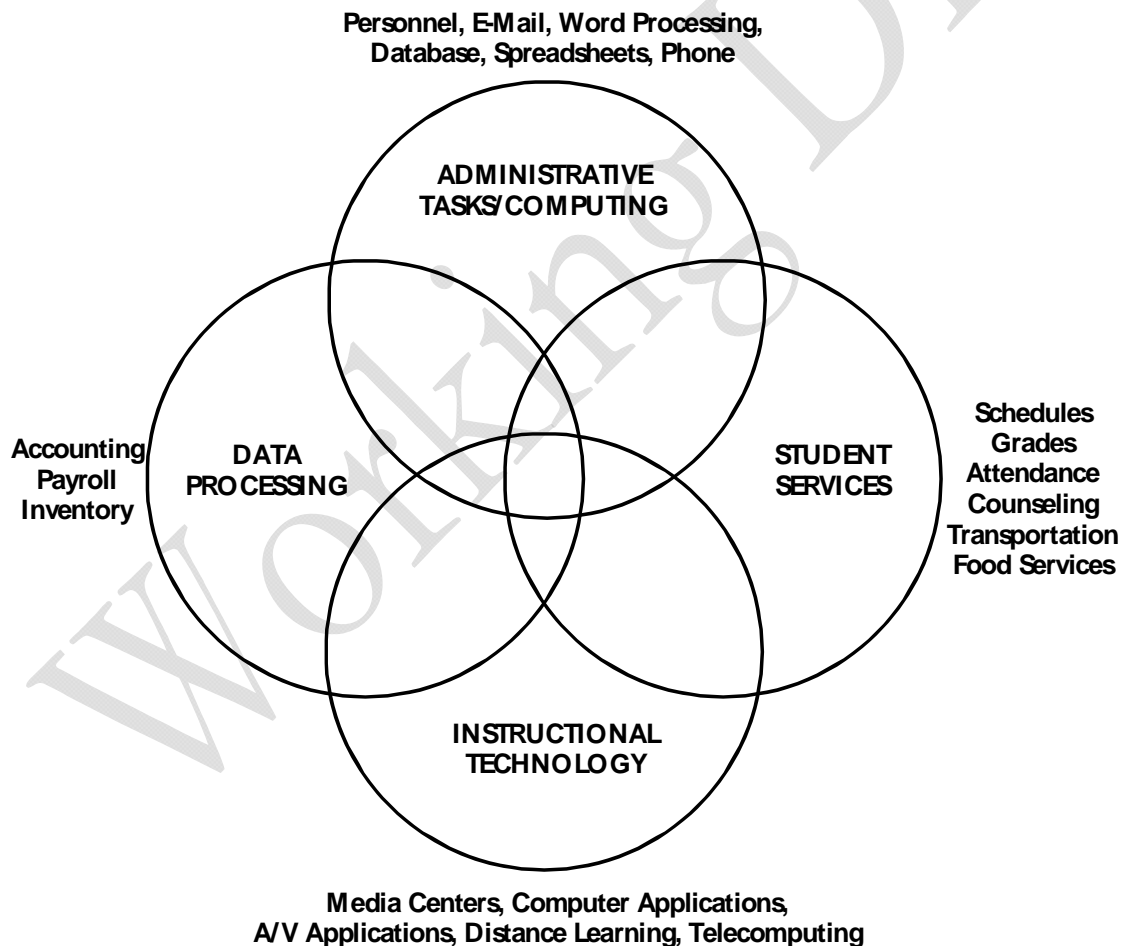 Personnel, E-Mail, Word Processing,
Database, Spreadsheets, Phone
ADMINISTRATIVE
TASKS/COMPUTING
Accounting
Payroll
Inventory
DATA
PROCESSING
STUDENT
SERVICES
Schedules
Grades
Attendance
Counseling
Transportation
Food Services
INSTRUCTIONAL
TECHNOLOGY
Media Centers, Computer Applications,
A/V Applications, Distance Learning, Telecomputing
Working D